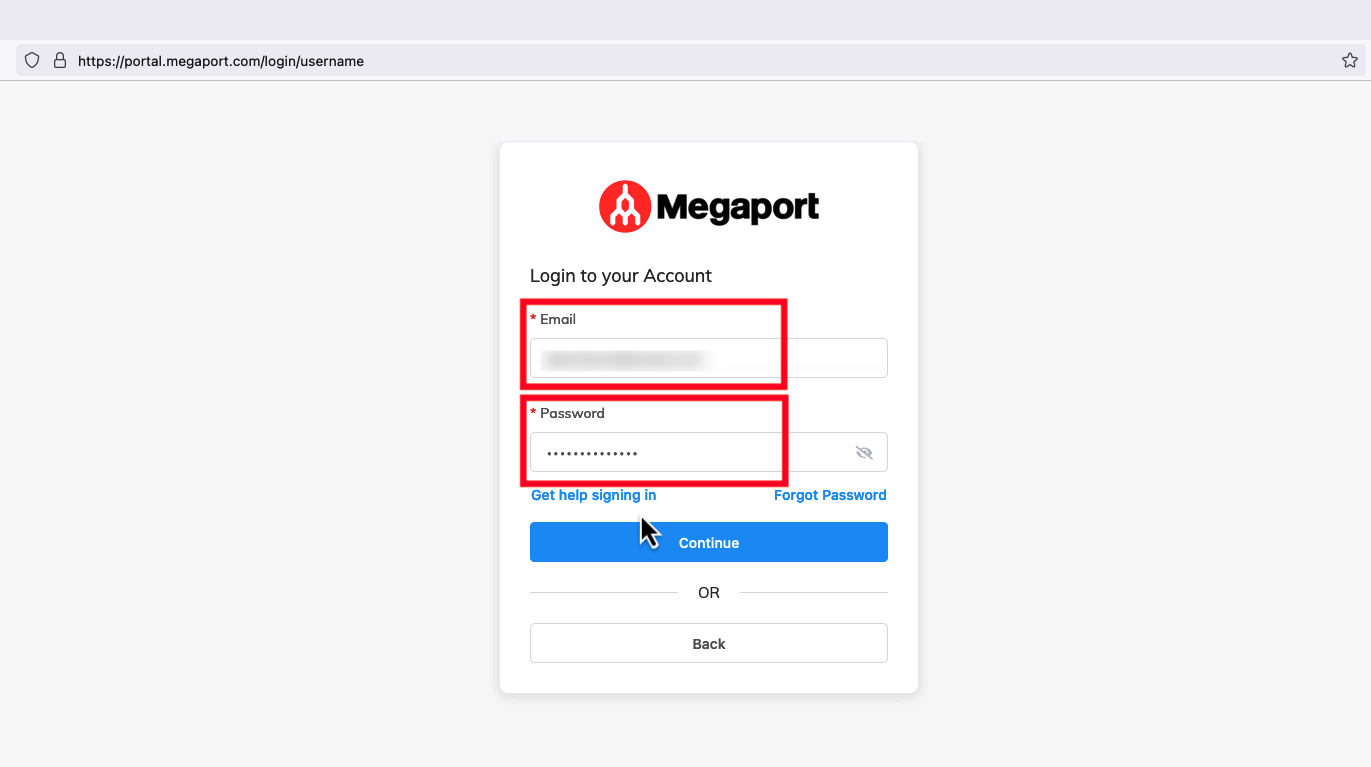 https://portal.megaport.com/login/username
Megaport
Login to your Account
* Email
* Password
••••••••••••••
Get help signing in Forgot Password
Continue
OR
Back